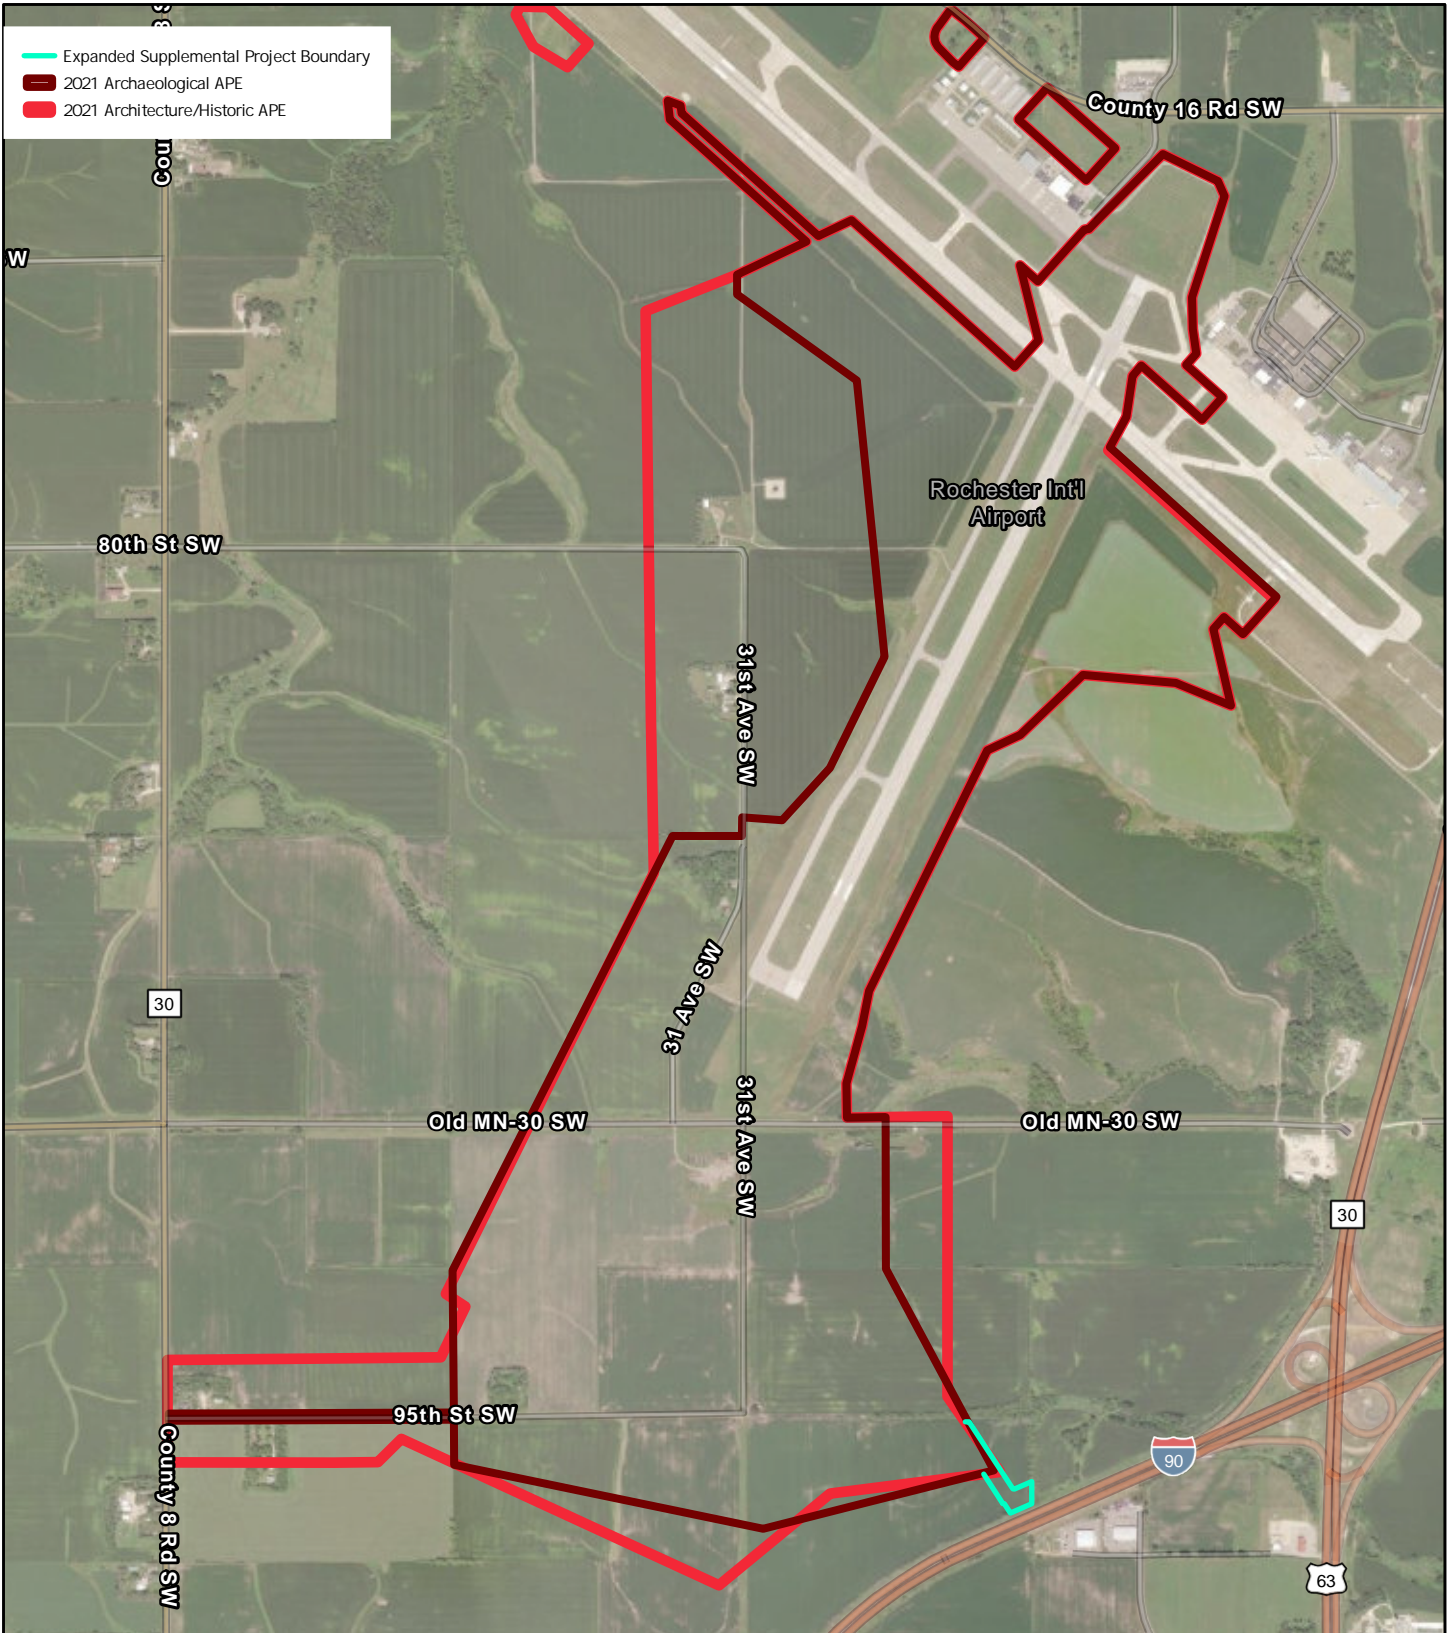 Expanded Supplemental Project Boundary
2021 Archaeological APE
2021 Architecture/Historic APE
Coun
County 16 Rd SW
W
Rochester Int'l
Airport
80th St SW
31st Ave SW
31 Ave SW
30
Old MN-30 SW
31st Ave SW
Old MN-30 SW
30
95th St SW
County 8 Rd SW
90
63